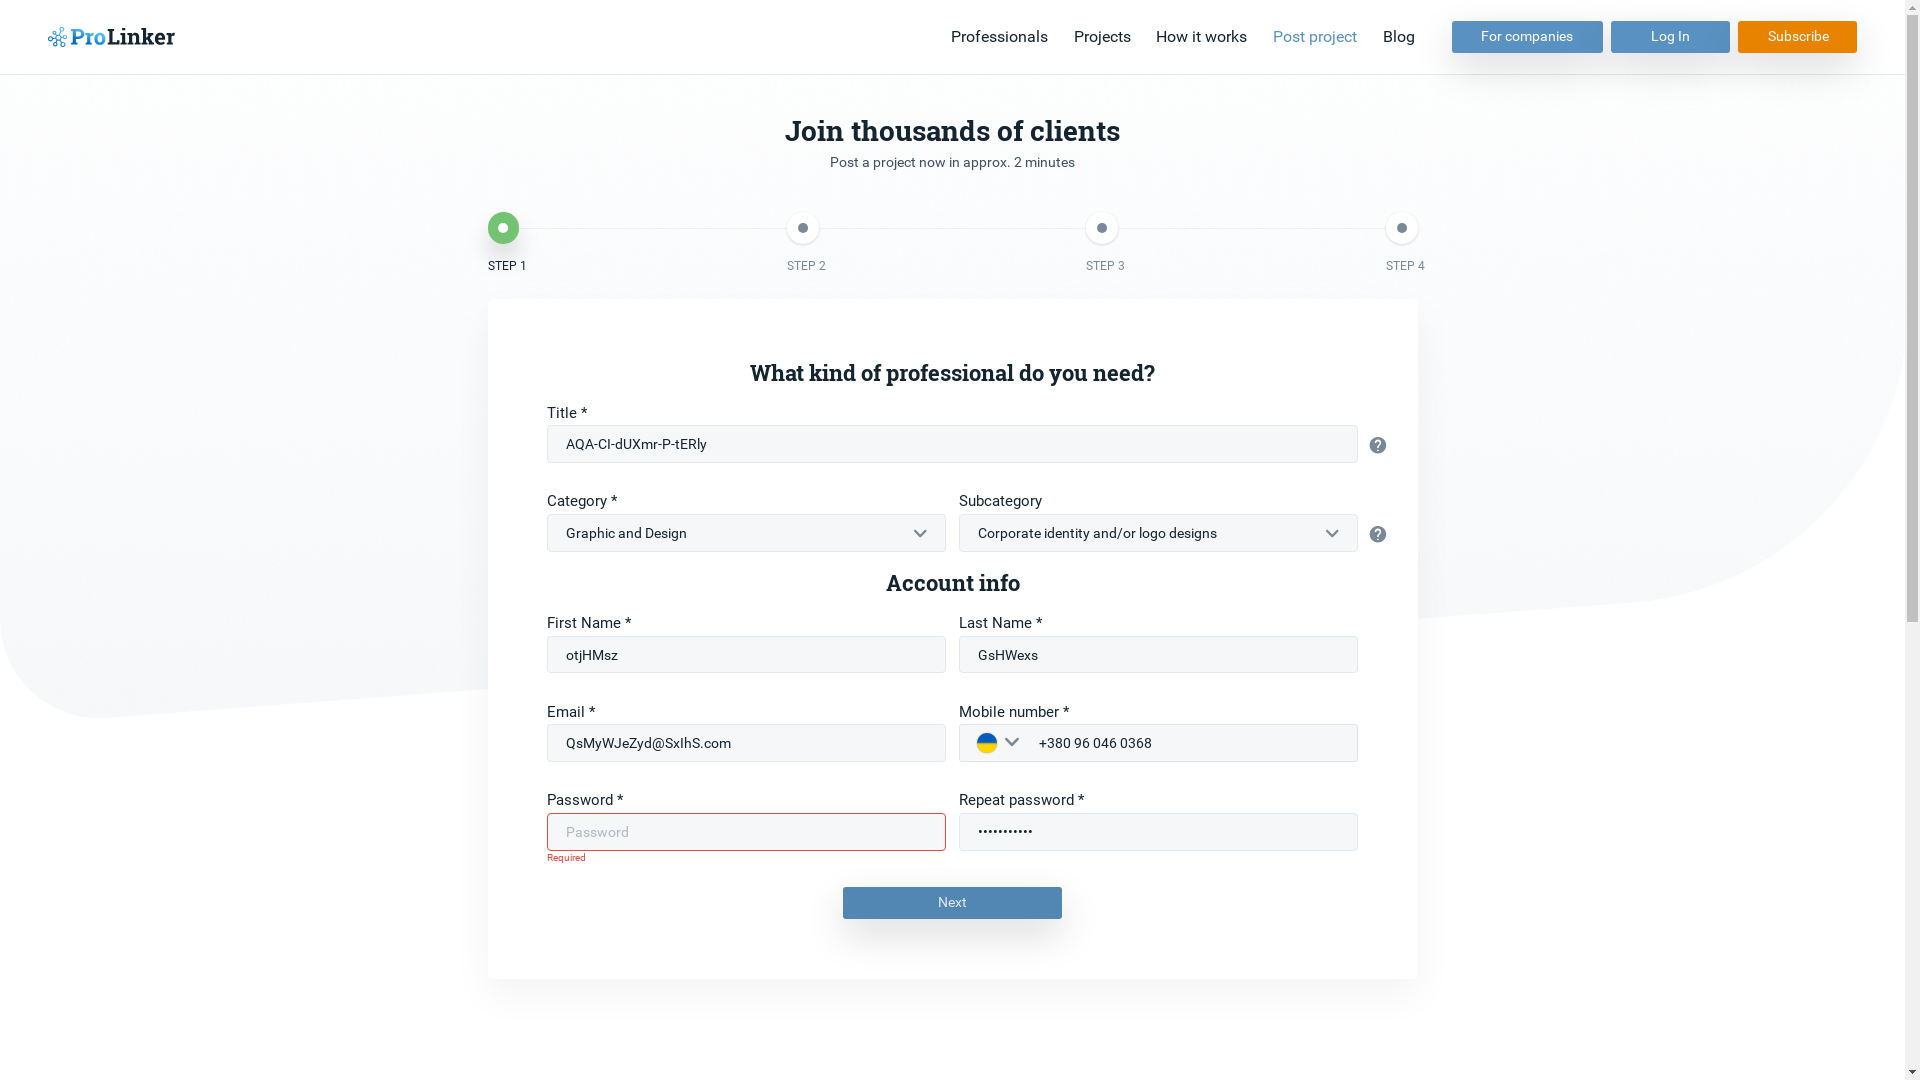 ProLinker
Professionals Projects How it works Post project Blog For companies Log In Subscribe
Join thousands of clients
Post a project now in approx. 2 minutes
STEP 1 STEP 2 STEP 3 STEP 4
What kind of professional do you need?
Title *
AQA-CI-dUXmr-P-tERly
Category * Subcategory
Graphic and Design Corporate identity and/or logo designs
Account info
First Name * Last Name *
otjHMsz GsHWexs
Email * Mobile number *
QsMyWJeZyd@SxIhS.com +380 96 046 0368
Password * Repeat password *
Password •••••••••••
Required
Next